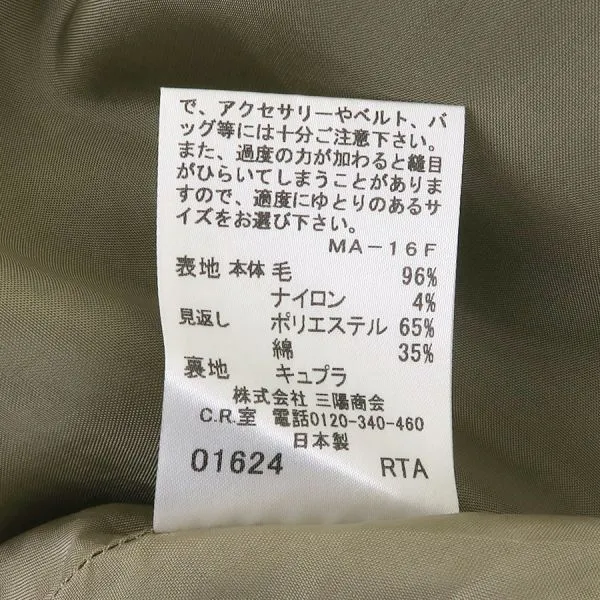 で、アクセサリーやベルト、バ
ッグ等には十分ご注意下さい。
また、過度の力が加わると縫目
がひらいてしまうことがありま
すので、適度にゆとりのあるサ
イズをお選び下さい。
MA-16F
表地 本体 毛 96%
ナイロン 4%
見返し ポリエステル 65%
綿 35%
裏地 キュプラ
株式会社 三陽商会
C.R.室 電話0120-340-460
日本製
01624 RTA